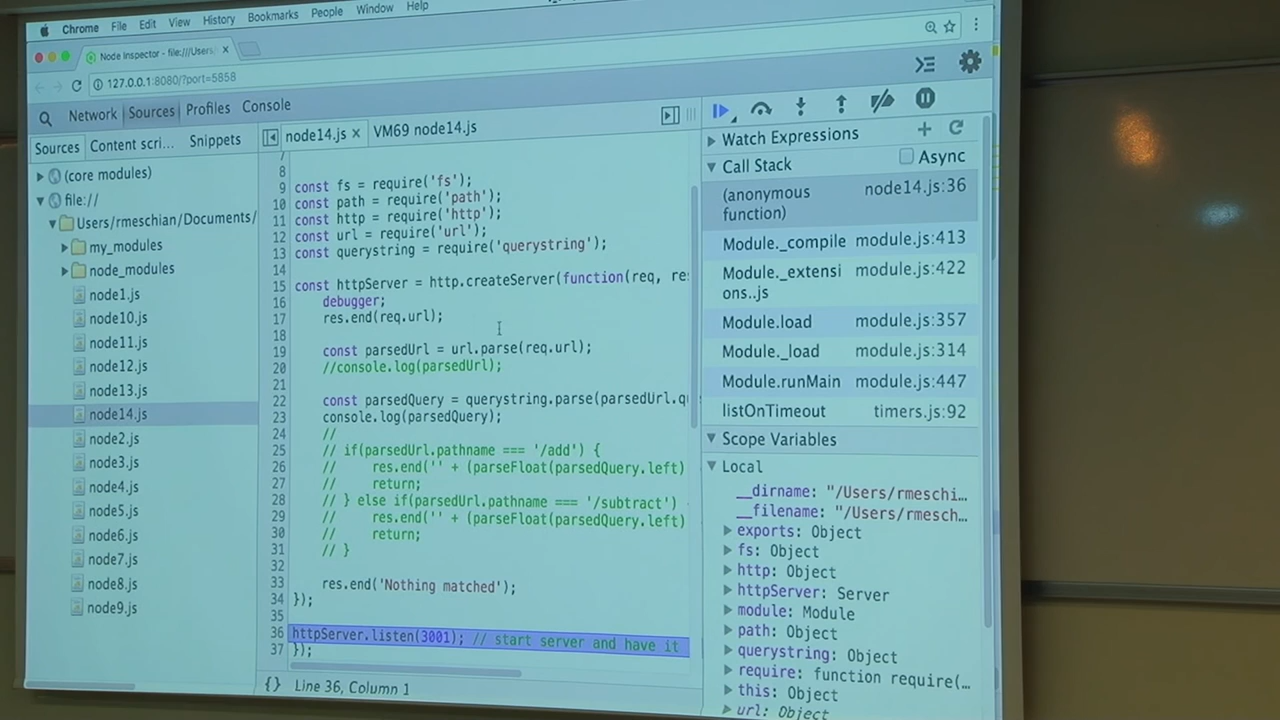 Chrome File Edit View History Bookmarks People Window Help
Node Inspector - file:///Users/
127.0.0.1:8080/?port=5858
Network Sources Profiles Console
Sources Content scri... Snippets
(core modules)
file://
Users/rmeschian/Documents/
my_modules
node_modules
node1.js
node10.js
node11.js
node12.js
node13.js
node14.js
node2.js
node3.js
node4.js
node5.js
node6.js
node7.js
node8.js
node9.js
node14.js VM69 node14.js
7
8
9 const fs = require('fs');
10 const path = require('path');
11 const http = require('http');
12 const url = require('url');
13 const querystring = require('querystring');
14
15 const httpServer = http.createServer(function(req, res
16 debugger;
17 res.end(req.url);
18
19 const parsedUrl = url.parse(req.url);
20 //console.log(parsedUrl);
21
22 const parsedQuery = querystring.parse(parsedUrl.qu
23 console.log(parsedQuery);
24 //
25 // if(parsedUrl.pathname === '/add') {
26 // res.end('' + (parseFloat(parsedQuery.left)
27 // return;
28 // } else if(parsedUrl.pathname === '/subtract')
29 // res.end('' + (parseFloat(parsedQuery.left)
30 // return;
31 // }
32
33 res.end('Nothing matched');
34 });
35
36 httpServer.listen(3001); // start server and have it
37 });
{} Line 36, Column 1
Watch Expressions
Call Stack Async
(anonymous function) node14.js:36
Module._compile module.js:413
Module._extensions..js module.js:422
Module.load module.js:357
Module._load module.js:314
Module.runMain module.js:447
listOnTimeout timers.js:92
Scope Variables
Local
__dirname: "/Users/rmeschi...
__filename: "/Users/rmesch...
exports: Object
fs: Object
http: Object
httpServer: Server
module: Module
path: Object
querystring: Object
require: function require(...
this: Object
url: Object